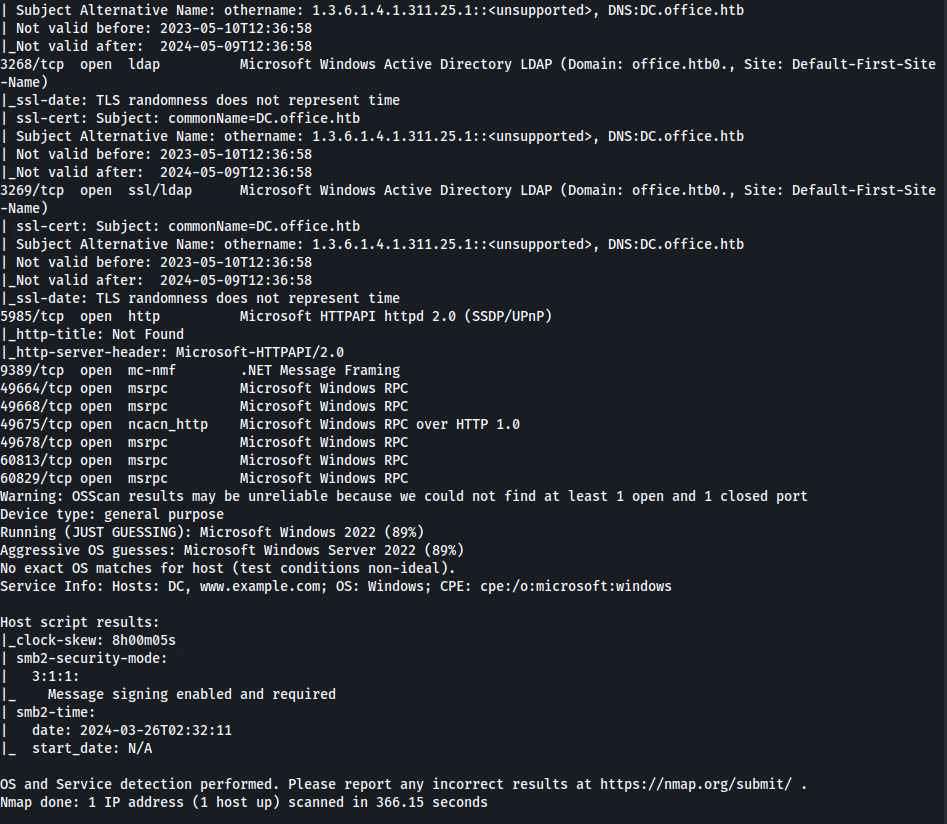 | Subject Alternative Name: othername: 1.3.6.1.4.1.311.25.1::<unsupported>, DNS:DC.office.htb
| Not valid before: 2023-05-10T12:36:58
|_Not valid after:  2024-05-09T12:36:58
3268/tcp  open  ldap          Microsoft Windows Active Directory LDAP (Domain: office.htb0., Site: Default-First-Site
-Name)
|_ssl-date: TLS randomness does not represent time
| ssl-cert: Subject: commonName=DC.office.htb
| Subject Alternative Name: othername: 1.3.6.1.4.1.311.25.1::<unsupported>, DNS:DC.office.htb
| Not valid before: 2023-05-10T12:36:58
|_Not valid after:  2024-05-09T12:36:58
3269/tcp  open  ssl/ldap      Microsoft Windows Active Directory LDAP (Domain: office.htb0., Site: Default-First-Site
-Name)
| ssl-cert: Subject: commonName=DC.office.htb
| Subject Alternative Name: othername: 1.3.6.1.4.1.311.25.1::<unsupported>, DNS:DC.office.htb
| Not valid before: 2023-05-10T12:36:58
|_Not valid after:  2024-05-09T12:36:58
|_ssl-date: TLS randomness does not represent time
5985/tcp  open  http          Microsoft HTTPAPI httpd 2.0 (SSDP/UPnP)
|_http-title: Not Found
|_http-server-header: Microsoft-HTTPAPI/2.0
9389/tcp  open  mc-nmf        .NET Message Framing
49664/tcp open  msrpc         Microsoft Windows RPC
49668/tcp open  msrpc         Microsoft Windows RPC
49675/tcp open  ncacn_http    Microsoft Windows RPC over HTTP 1.0
49678/tcp open  msrpc         Microsoft Windows RPC
60813/tcp open  msrpc         Microsoft Windows RPC
60829/tcp open  msrpc         Microsoft Windows RPC
Warning: OSScan results may be unreliable because we could not find at least 1 open and 1 closed port
Device type: general purpose
Running (JUST GUESSING): Microsoft Windows 2022 (89%)
Aggressive OS guesses: Microsoft Windows Server 2022 (89%)
No exact OS matches for host (test conditions non-ideal).
Service Info: Hosts: DC, www.example.com; OS: Windows; CPE: cpe:/o:microsoft:windows

Host script results:
|_clock-skew: 8h00m05s
| smb2-security-mode:
|   3:1:1:
|_    Message signing enabled and required
| smb2-time:
|   date: 2024-03-26T02:32:11
|_  start_date: N/A

OS and Service detection performed. Please report any incorrect results at https://nmap.org/submit/ .
Nmap done: 1 IP address (1 host up) scanned in 366.15 seconds